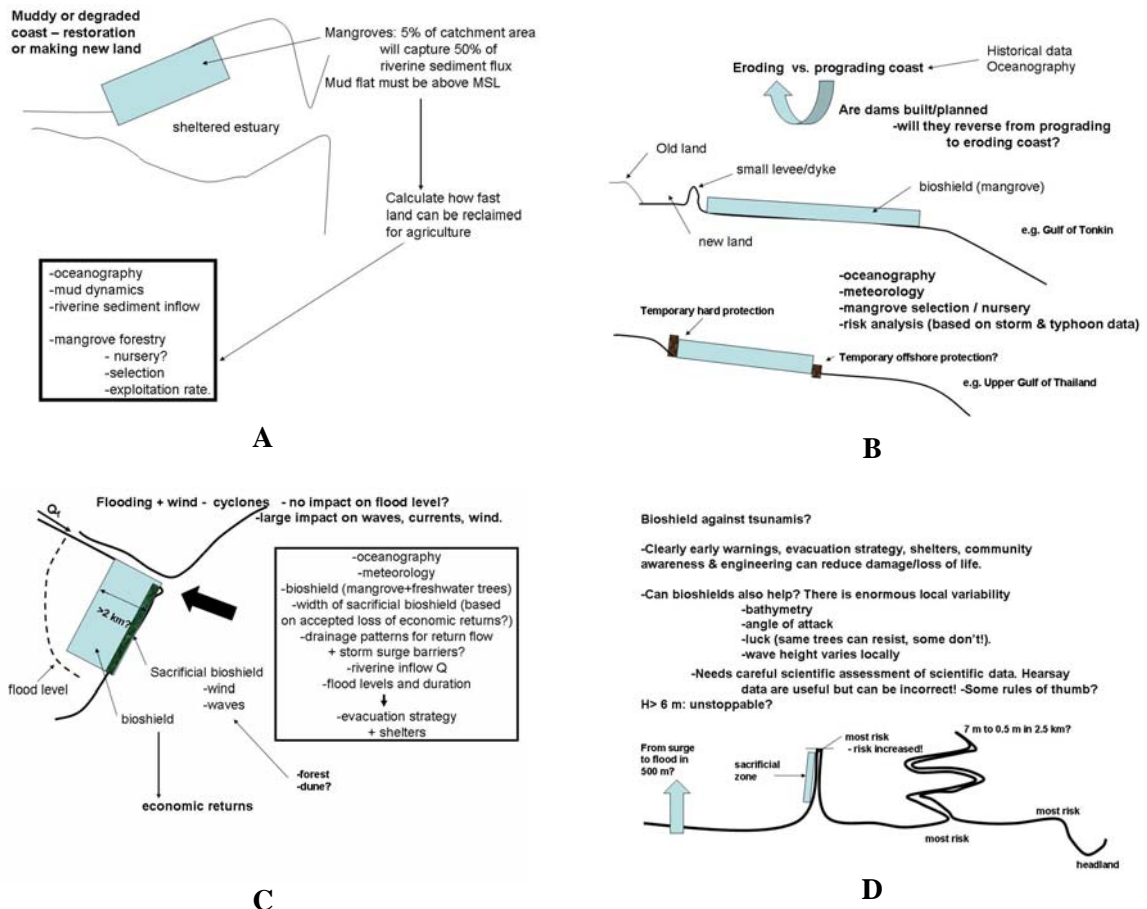 Muddy or degraded
coast – restoration
or making new land
Mangroves: 5% of catchment area
will capture 50% of
riverine sediment flux
Mud flat must be above MSL
sheltered estuary
Calculate how fast
land can be reclaimed
for agriculture
-oceanography
-mud dynamics
-riverine sediment inflow
-mangrove forestry
- nursery?
-selection
-exploitation rate.
A
Historical data
Oceanography
Eroding vs. prograding coast
Are dams built/planned
-will they reverse from prograding
to eroding coast?
Old land
small levee/dyke
bioshield (mangrove)
new land
e.g. Gulf of Tonkin
-oceanography
-meteorology
-mangrove selection / nursery
-risk analysis (based on storm & typhoon data)
Temporary hard protection
Temporary offshore protection?
e.g. Upper Gulf of Thailand
B
Flooding + wind - cyclones - no impact on flood level?
-large impact on waves, currents, wind.
Qf
-oceanography
-meteorology
-bioshield (mangrove+freshwater trees)
-width of sacrificial bioshield (based
on accepted loss of economic returns?)
-drainage patterns for return flow
+ storm surge barriers?
-riverine inflow Q
-flood levels and duration
-evacuation strategy
+ shelters
>2 km?
Sacrificial bioshield
-wind
-waves
flood level
bioshield
-forest
-dune?
economic returns
C
Bioshield against tsunamis?
-Clearly early warnings, evacuation strategy, shelters, community
awareness & engineering can reduce damage/loss of life.
-Can bioshields also help? There is enormous local variability
-bathymetry
-angle of attack
-luck (same trees can resist, some don't!).
-wave height varies locally
-Needs careful scientific assessment of scientific data. Hearsay
data are useful but can be incorrect! -Some rules of thumb?
H> 6 m: unstoppable?
7 m to 0.5 m in 2.5 km?
most risk
- risk increased!
From surge
to flood in
500 m?
sacrificial
zone
most risk
most risk
headland
D